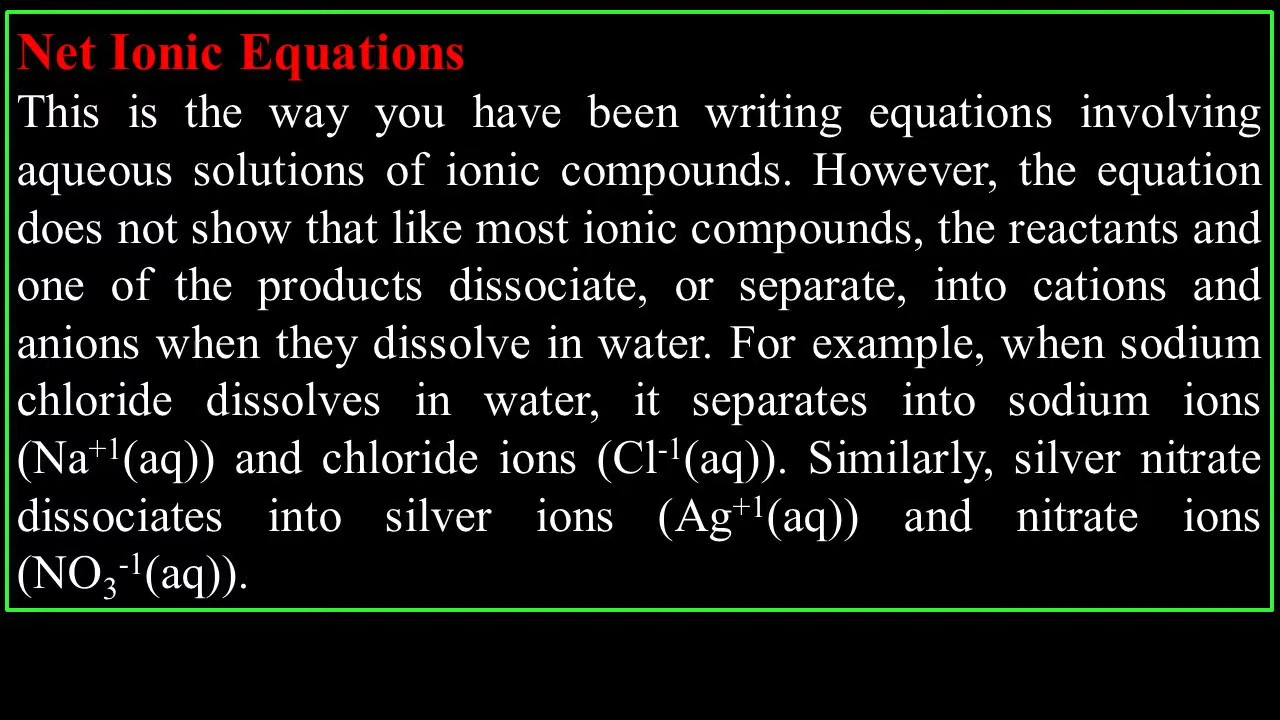 Net Ionic Equations
This is the way you have been writing equations involving
aqueous solutions of ionic compounds. However, the equation
does not show that like most ionic compounds, the reactants and
one of the products dissociate, or separate, into cations and
anions when they dissolve in water. For example, when sodium
chloride dissolves in water, it separates into sodium ions
(Na⁺¹(aq)) and chloride ions (Cl⁻¹(aq)). Similarly, silver nitrate
dissociates into silver ions (Ag⁺¹(aq)) and nitrate ions
(NO₃⁻¹(aq)).